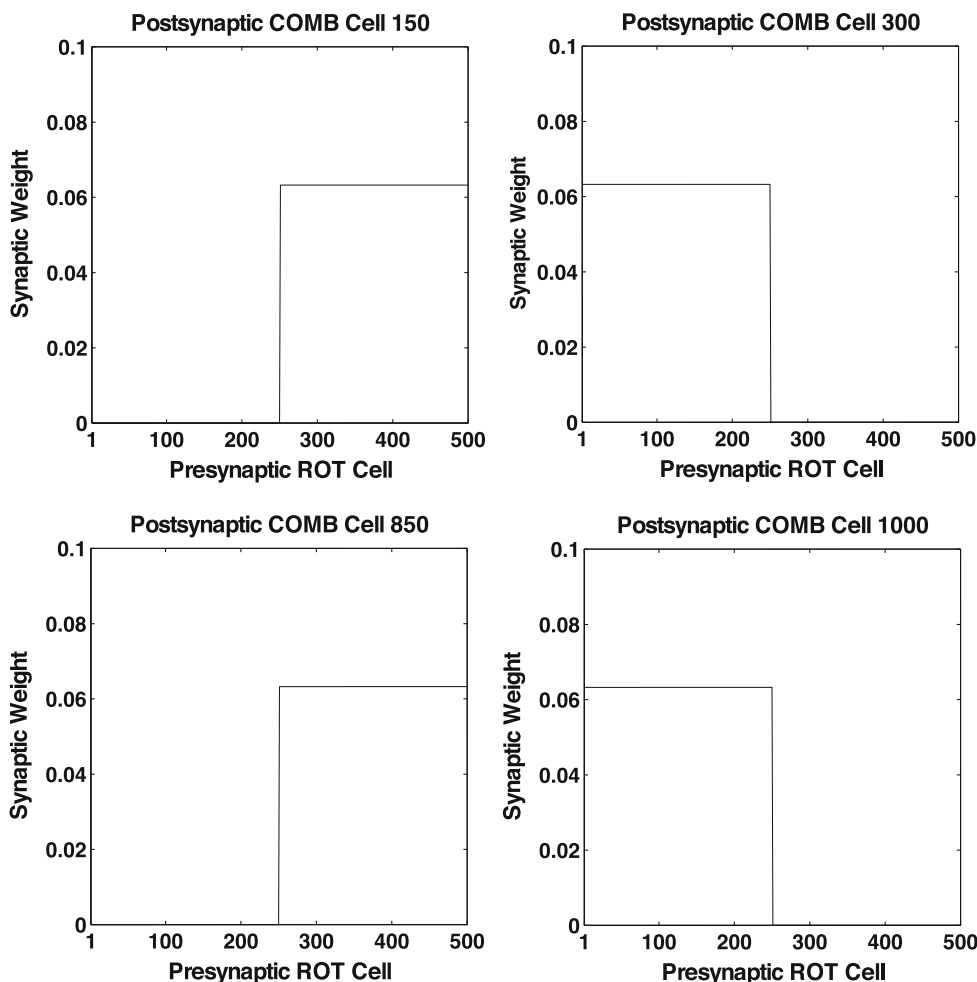 Postsynaptic COMB Cell 150
0.1
0.08
0.06
0.04
0.02
0
Synaptic Weight
1 100 200 300 400 500
Presynaptic ROT Cell
Postsynaptic COMB Cell 300
0.1
0.08
0.06
0.04
0.02
0
Synaptic Weight
1 100 200 300 400 500
Presynaptic ROT Cell
Postsynaptic COMB Cell 850
0.1
0.08
0.06
0.04
0.02
0
Synaptic Weight
1 100 200 300 400 500
Presynaptic ROT Cell
Postsynaptic COMB Cell 1000
0.1
0.08
0.06
0.04
0.02
0
Synaptic Weight
1 100 200 300 400 500
Presynaptic ROT Cell